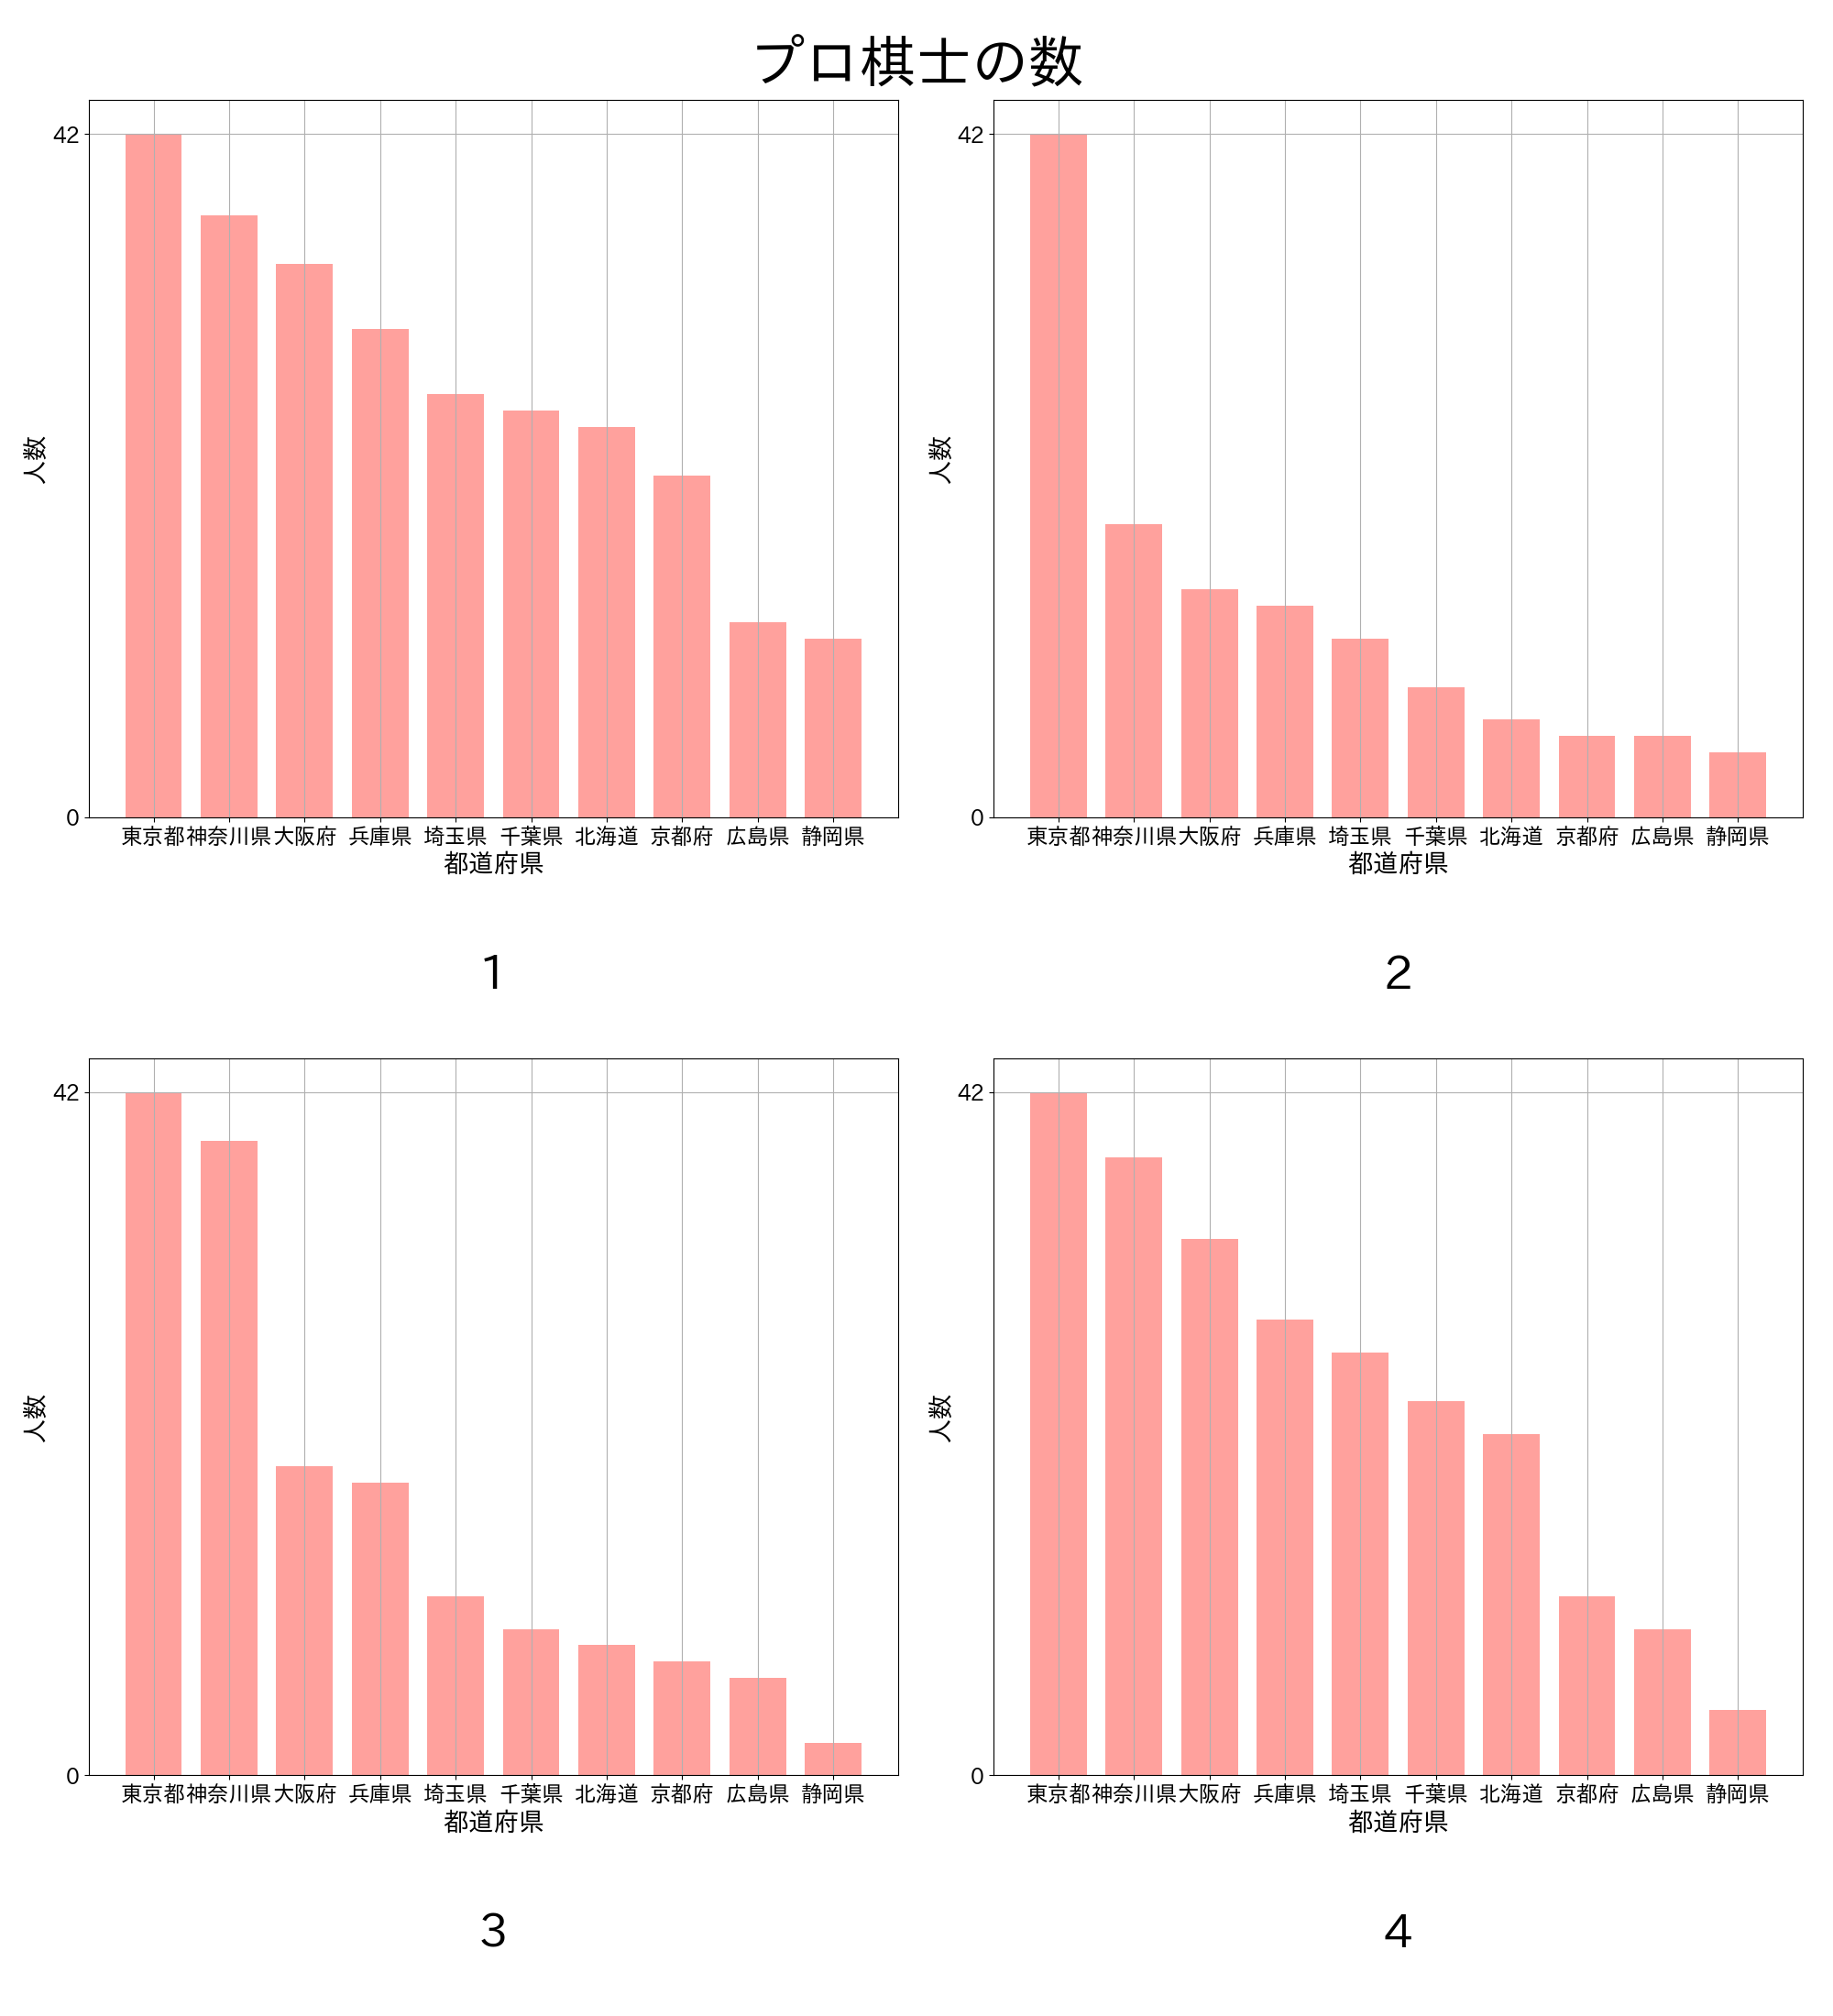 プロ棋士の数
42
0
人数
東京都 神奈川県 大阪府 兵庫県 埼玉県 千葉県 北海道 京都府 広島県 静岡県
都道府県
1
42
0
人数
東京都 神奈川県 大阪府 兵庫県 埼玉県 千葉県 北海道 京都府 広島県 静岡県
都道府県
2
42
0
人数
東京都 神奈川県 大阪府 兵庫県 埼玉県 千葉県 北海道 京都府 広島県 静岡県
都道府県
3
42
0
人数
東京都 神奈川県 大阪府 兵庫県 埼玉県 千葉県 北海道 京都府 広島県 静岡県
都道府県
4